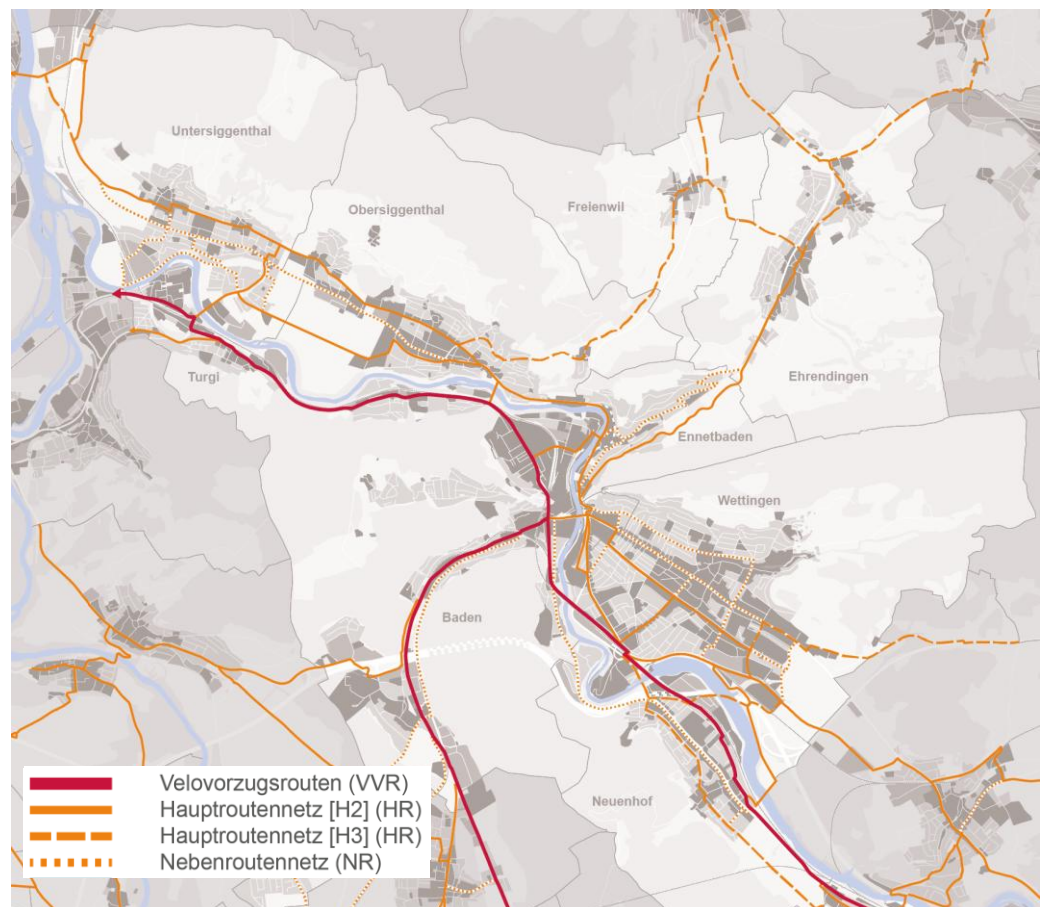 Untersiggenthal
Obersiggenthal
Freienwil
Turgi
Ehrendingen
Ennetbaden
Wettingen
Baden
Neuenhof
Velovorzugsrouten (VVR)
Hauptroutennetz [H2] (HR)
Hauptroutennetz [H3] (HR)
Nebenroutennetz (NR)